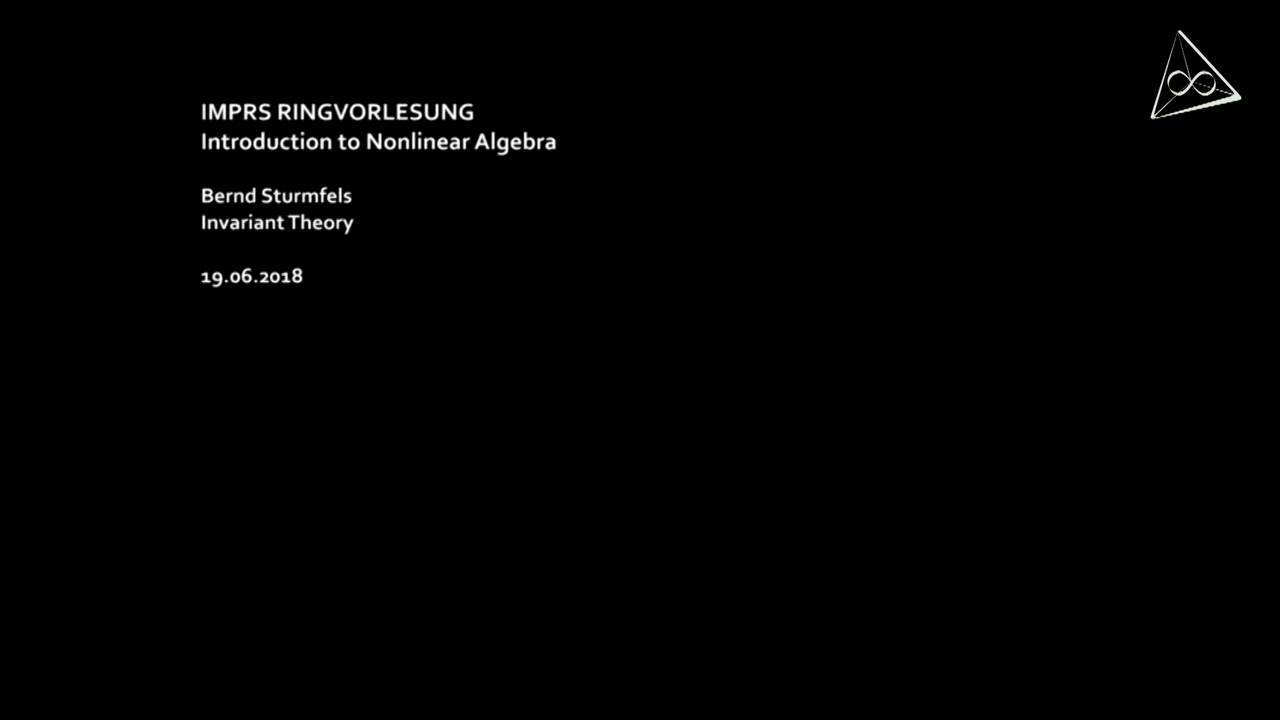 IMPRS RINGVORLESUNG
Introduction to Nonlinear Algebra
Bernd Sturmfels
Invariant Theory
19.06.2018